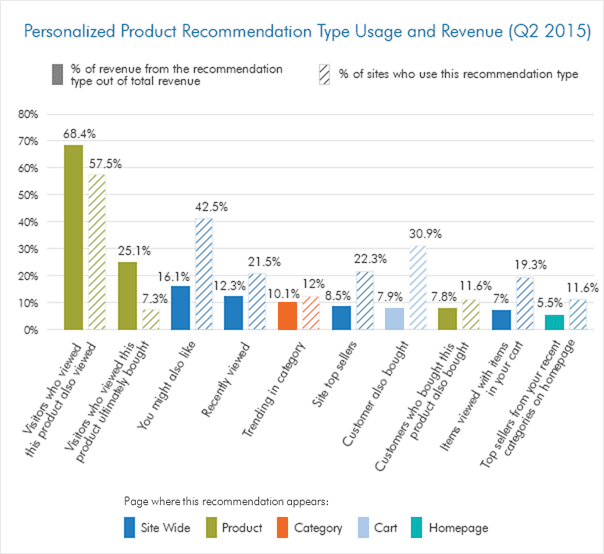 Personalized Product Recommendation Type Usage and Revenue (Q2 2015)
% of revenue from the recommendation
type out of total revenue
% of sites who use this recommendation type
80%
70%
60%
50%
40%
30%
20%
10%
0%
68.4%
57.5%
25.1%
7.3%
16.1%
42.5%
12.3%
21.5%
10.1%
12%
8.5%
22.3%
7.9%
30.9%
7.8%
11.6%
7%
19.3%
5.5%
11.6%
Visitors who viewed
this product also viewed
Visitors who viewed this
product ultimately bought
You might also like
Recently viewed
Trending in category
Site top sellers
Customer also bought
Customers who bought this
product also bought
Items viewed with items
in your cart
Top sellers from your recent
categories on homepage
Page where this recommendation appears:
Site Wide
Product
Category
Cart
Homepage